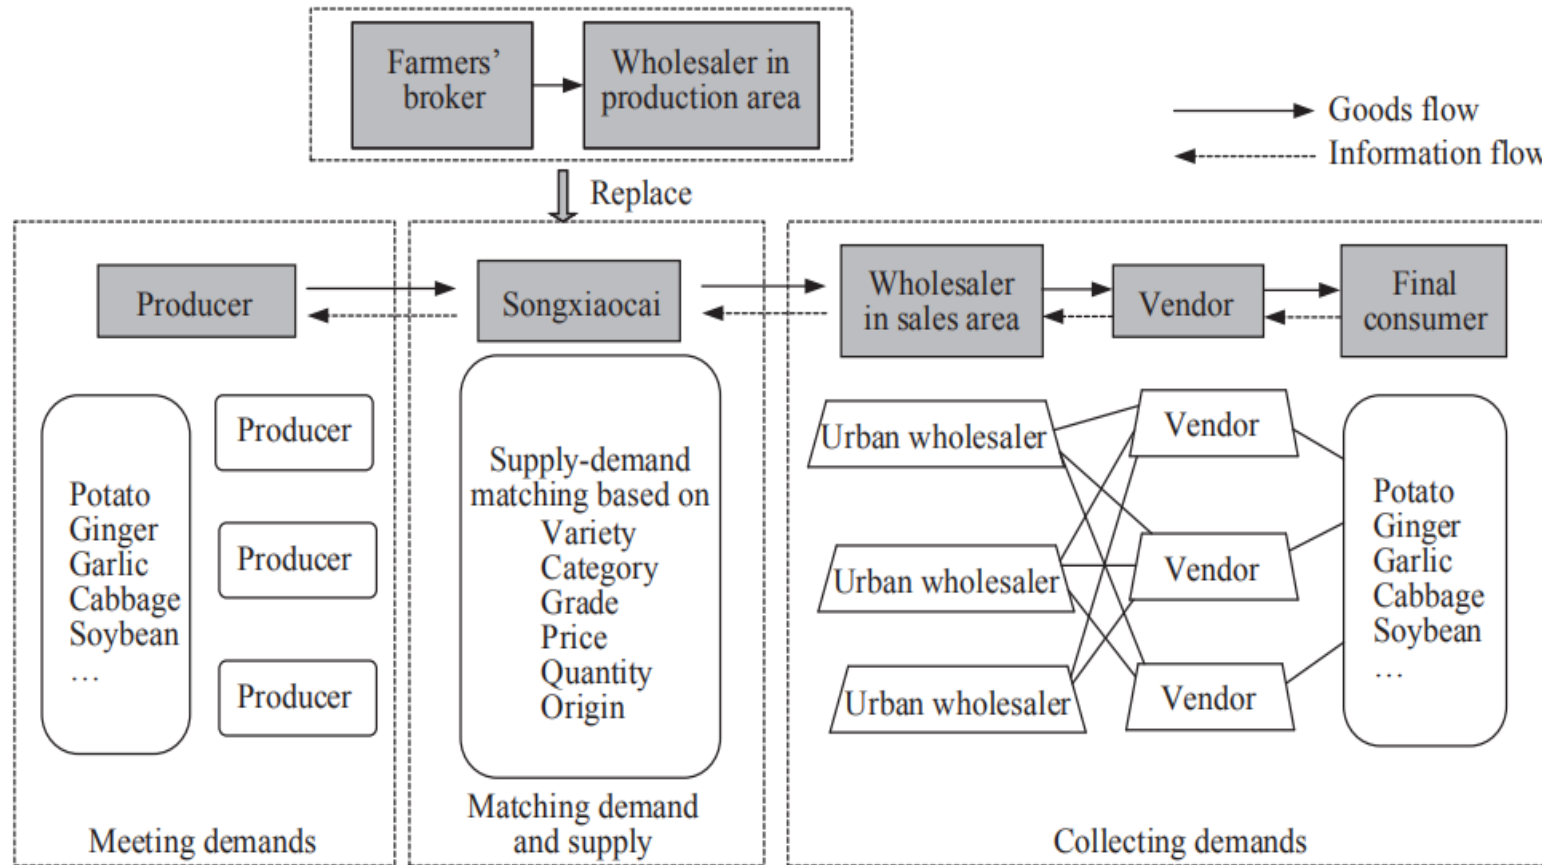 Farmers’
broker
Wholesaler in
production area
Goods flow
Information flow
Replace
Producer
Songxiaocai
Wholesaler
in sales area
Vendor
Final
consumer
Potato
Ginger
Garlic
Cabbage
Soybean
…
Producer
Producer
Producer
Supply-demand
matching based on
Variety
Category
Grade
Price
Quantity
Origin
Urban wholesaler
Urban wholesaler
Urban wholesaler
Vendor
Vendor
Vendor
Potato
Ginger
Garlic
Cabbage
Soybean
…
Meeting demands
Matching demand
and supply
Collecting demands